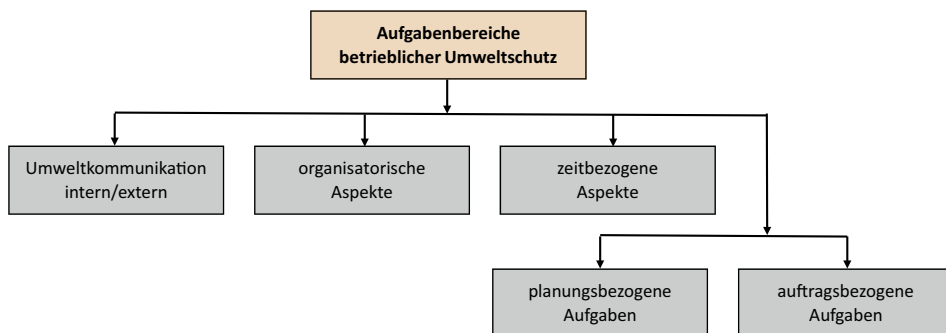 Aufgabenbereiche
betrieblicher Umweltschutz
Umweltkommunikation
intern/extern
organisatorische
Aspekte
zeitbezogene
Aspekte
planungsbezogene
Aufgaben
auftragsbezogene
Aufgaben